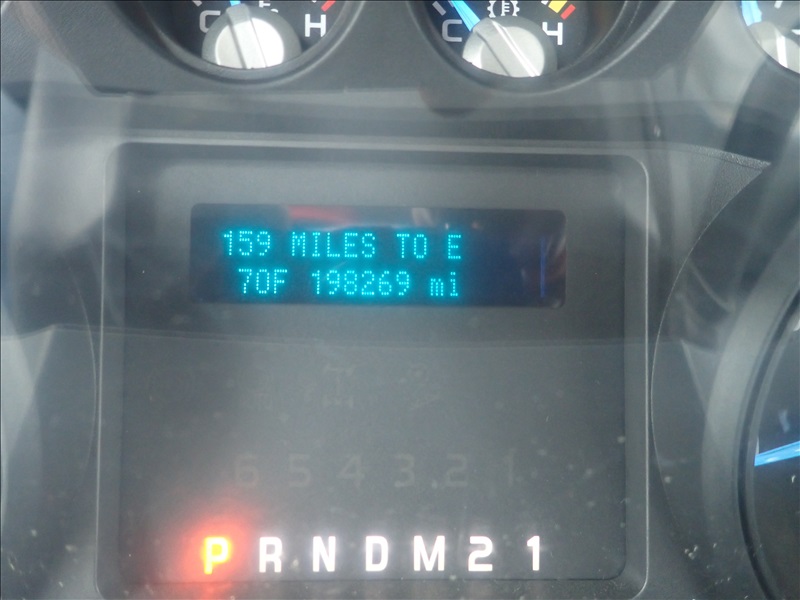 C H C H
159 MILES TO E
70F 198269 mi
6 5 4 3 2 1
P R N D M 2 1